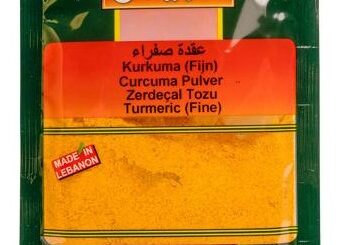 عقدة صفراء
Kurkuma (Fijn)
Curcuma Pulver
Zerdeçal Tozu
Turmeric (Fine)
MADE IN
LEBANON